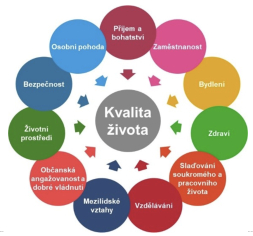 Příjem a
bohatství
Zaměstnanost
Bydlení
Zdraví
Slaďování
soukromého a
pracovního
života
Vzdělávání
Mezilidské
vztahy
Občanská
angažovanost a
dobré vládnutí
Životní
prostředí
Bezpečnost
Osobní pohoda
Kvalita
života